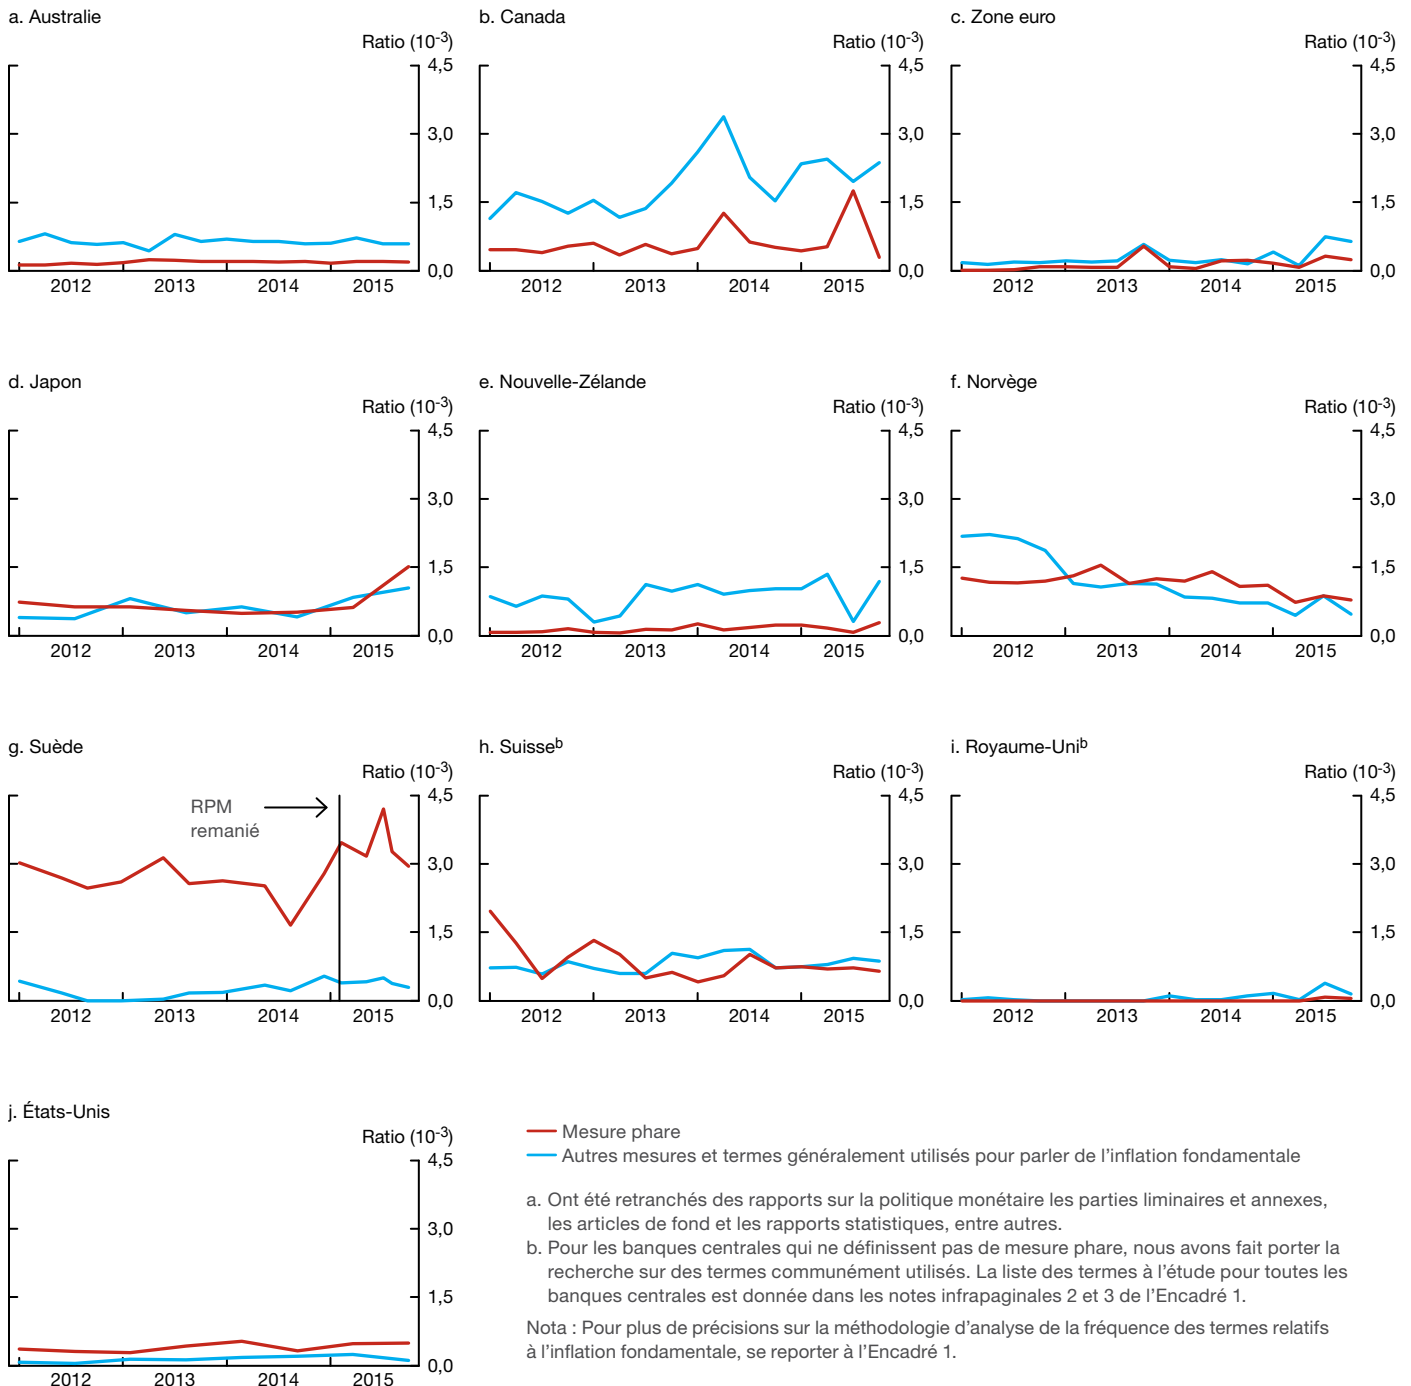 a. Australie
Ratio (10-3)
4,5
3,0
1,5
0,0
2012 2013 2014 2015
b. Canada
Ratio (10-3)
4,5
3,0
1,5
0,0
2012 2013 2014 2015
c. Zone euro
Ratio (10-3)
4,5
3,0
1,5
0,0
2012 2013 2014 2015
d. Japon
Ratio (10-3)
4,5
3,0
1,5
0,0
2012 2013 2014 2015
e. Nouvelle-Zélande
Ratio (10-3)
4,5
3,0
1,5
0,0
2012 2013 2014 2015
f. Norvège
Ratio (10-3)
4,5
3,0
1,5
0,0
2012 2013 2014 2015
g. Suède
Ratio (10-3)
RPM
remanié
4,5
3,0
1,5
0,0
2012 2013 2014 2015
h. Suisseb
Ratio (10-3)
4,5
3,0
1,5
0,0
2012 2013 2014 2015
i. Royaume-Unib
Ratio (10-3)
4,5
3,0
1,5
0,0
2012 2013 2014 2015
j. États-Unis
Ratio (10-3)
4,5
3,0
1,5
0,0
2012 2013 2014 2015
Mesure phare
Autres mesures et termes généralement utilisés pour parler de l’inflation fondamentale
a. Ont été retranchés des rapports sur la politique monétaire les parties liminaires et annexes,
les articles de fond et les rapports statistiques, entre autres.
b. Pour les banques centrales qui ne définissent pas de mesure phare, nous avons fait porter la
recherche sur des termes communément utilisés. La liste des termes à l’étude pour toutes les
banques centrales est donnée dans les notes infrapaginales 2 et 3 de l’Encadré 1.
Nota : Pour plus de précisions sur la méthodologie d’analyse de la fréquence des termes relatifs
à l’inflation fondamentale, se reporter à l’Encadré 1.